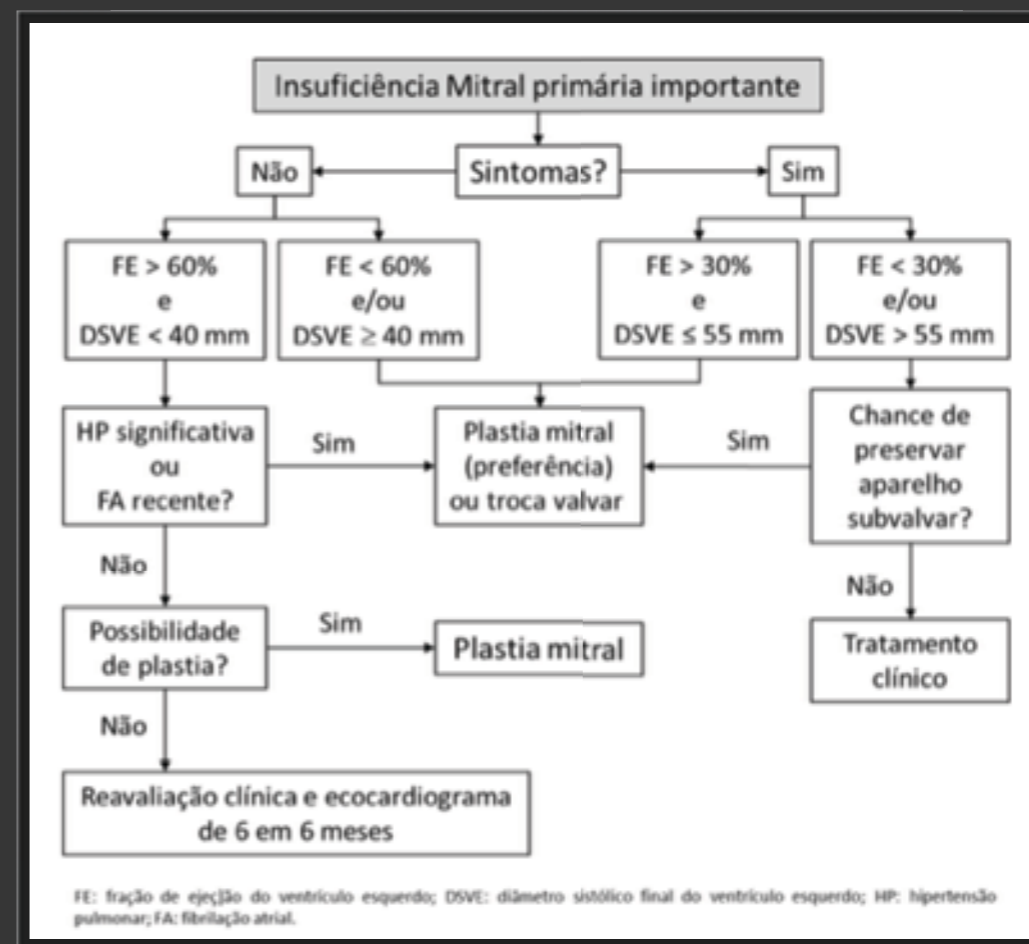 Insuficiência Mitral primária importante
Não
Sintomas?
Sim
FE > 60%
e
DSVE < 40 mm
FE < 60%
e/ou
DSVE ≥ 40 mm
FE > 30%
e
DSVE ≤ 55 mm
FE < 30%
e/ou
DSVE > 55 mm
HP significativa
ou
FA recente?
Sim
Plastia mitral
(preferência)
ou troca valvar
Sim
Chance de
preservar
aparelho
subvalvar?
Não
Não
Possibilidade
de plastia?
Sim
Plastia mitral
Tratamento
clínico
Não
Reavaliação clínica e ecocardiograma
de 6 em 6 meses
FE: fração de ejeção do ventrículo esquerdo; DSVE: diâmetro sistólico final do ventrículo esquerdo; HP: hipertensão
pulmonar; FA: fibrilação atrial.